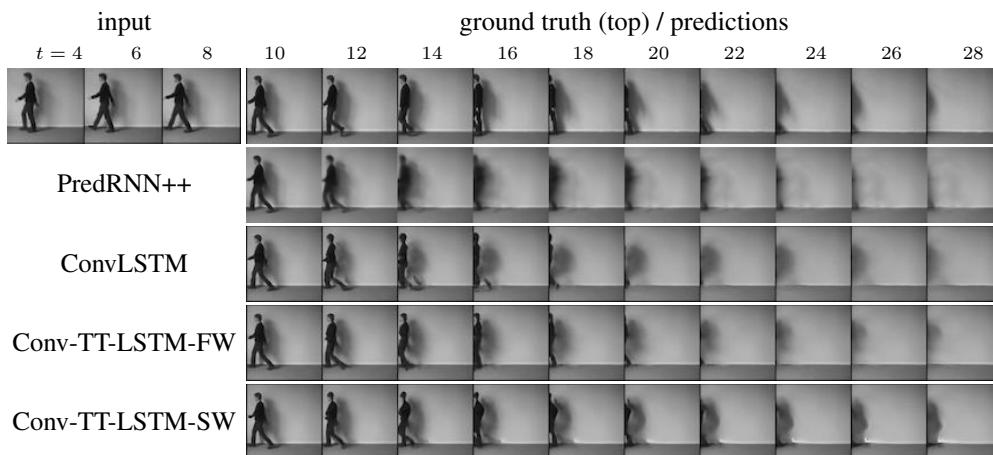 input ground truth (top) / predictions
t = 4 6 8 10 12 14 16 18 20 22 24 26 28
PredRNN++
ConvLSTM
Conv-TT-LSTM-FW
Conv-TT-LSTM-SW